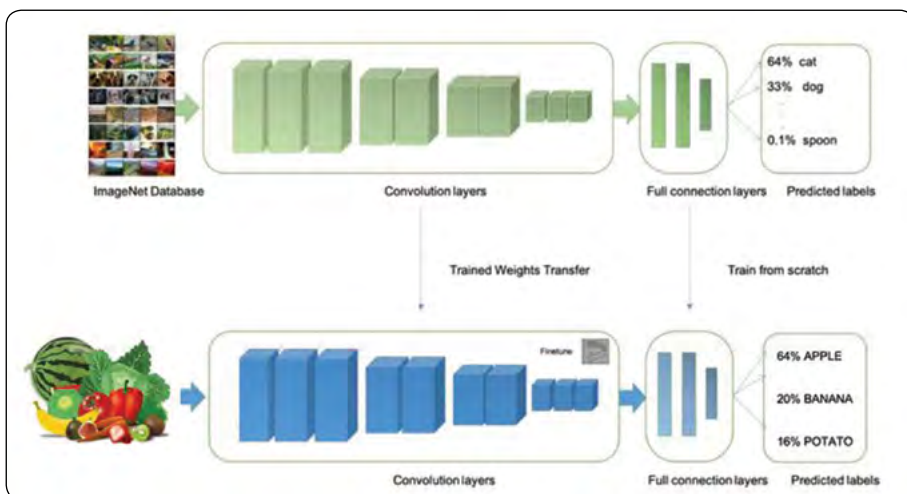 64% cat
33% dog
0.1% spoon
ImageNet Database
Convolution layers
Full connection layers
Predicted labels
Trained Weights Transfer
Train from scratch
Finetune
64% APPLE
20% BANANA
16% POTATO
Convolution layers
Full connection layers
Predicted labels